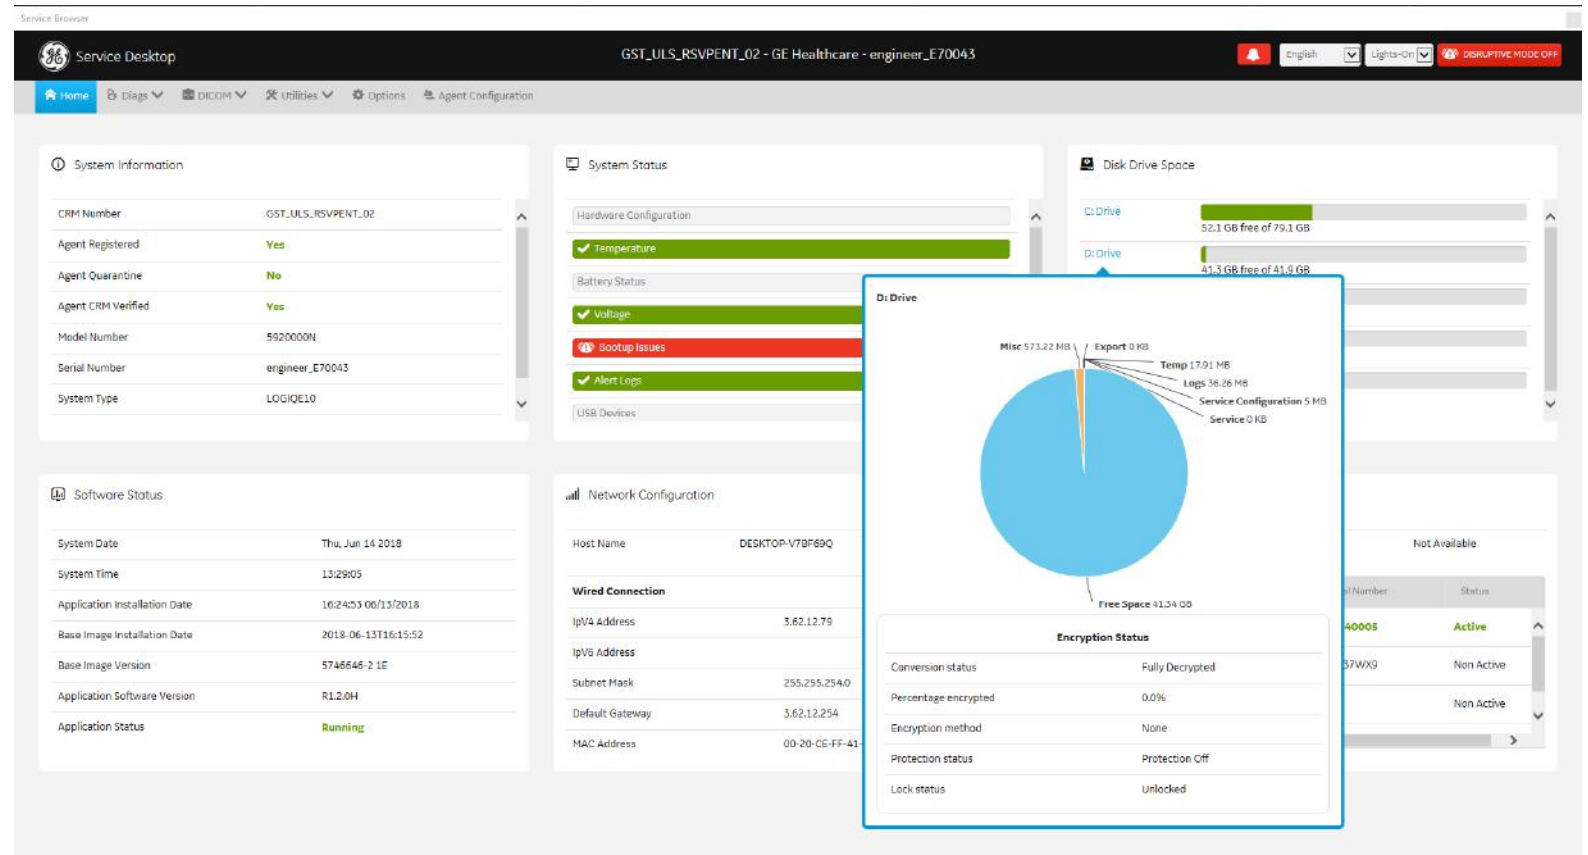 Service Browser
Service Desktop
GST_ULS_RSVPENT_02 - GE Healthcare - engineer_E70043
English
Lights-On
DISRUPTIVE MODE OFF
Home
Diags
DICOM
Utilities
Options
Agent Configuration
System Information
CRM Number GST_ULS_RSVPENT_02
Agent Registered Yes
Agent Quarantine No
Agent CRM Verified Yes
Model Number 5920000N
Serial Number engineer_E70043
System Type LOGIQE10
System Status
Hardware Configuration
Temperature
Battery Status
Voltage
Bootup Issues
Alert Logs
USB Devices
Disk Drive Space
C: Drive
52.1 GB free of 79.1 GB
D: Drive
41.3 GB free of 41.9 GB
D: Drive
Misc 573.22 MB
Export 0 KB
Temp 17.91 MB
Logs 36.26 MB
Service Configuration 5 MB
Service 0 KB
Free Space 41.34 GB
Encryption Status
Conversion status Fully Decrypted
Percentage encrypted 0.0%
Encryption method None
Protection status Protection Off
Lock status Unlocked
Software Status
System Date Thu, Jun 14 2018
System Time 13:29:05
Application Installation Date 16:24:53 06/13/2018
Base Image Installation Date 2018-06-13T16:15:52
Base Image Version 5746646-2 1E
Application Software Version R1.2.0H
Application Status Running
Network Configuration
Host Name DESKTOP-V7BF69Q
Wired Connection
IpV4 Address 3.62.12.79
IpV6 Address
Subnet Mask 255.255.254.0
Default Gateway 3.62.12.254
MAC Address 00-20-CE-FF-41-
Not Available
al Number Status
40005 Active
37WX9 Non Active
Non Active